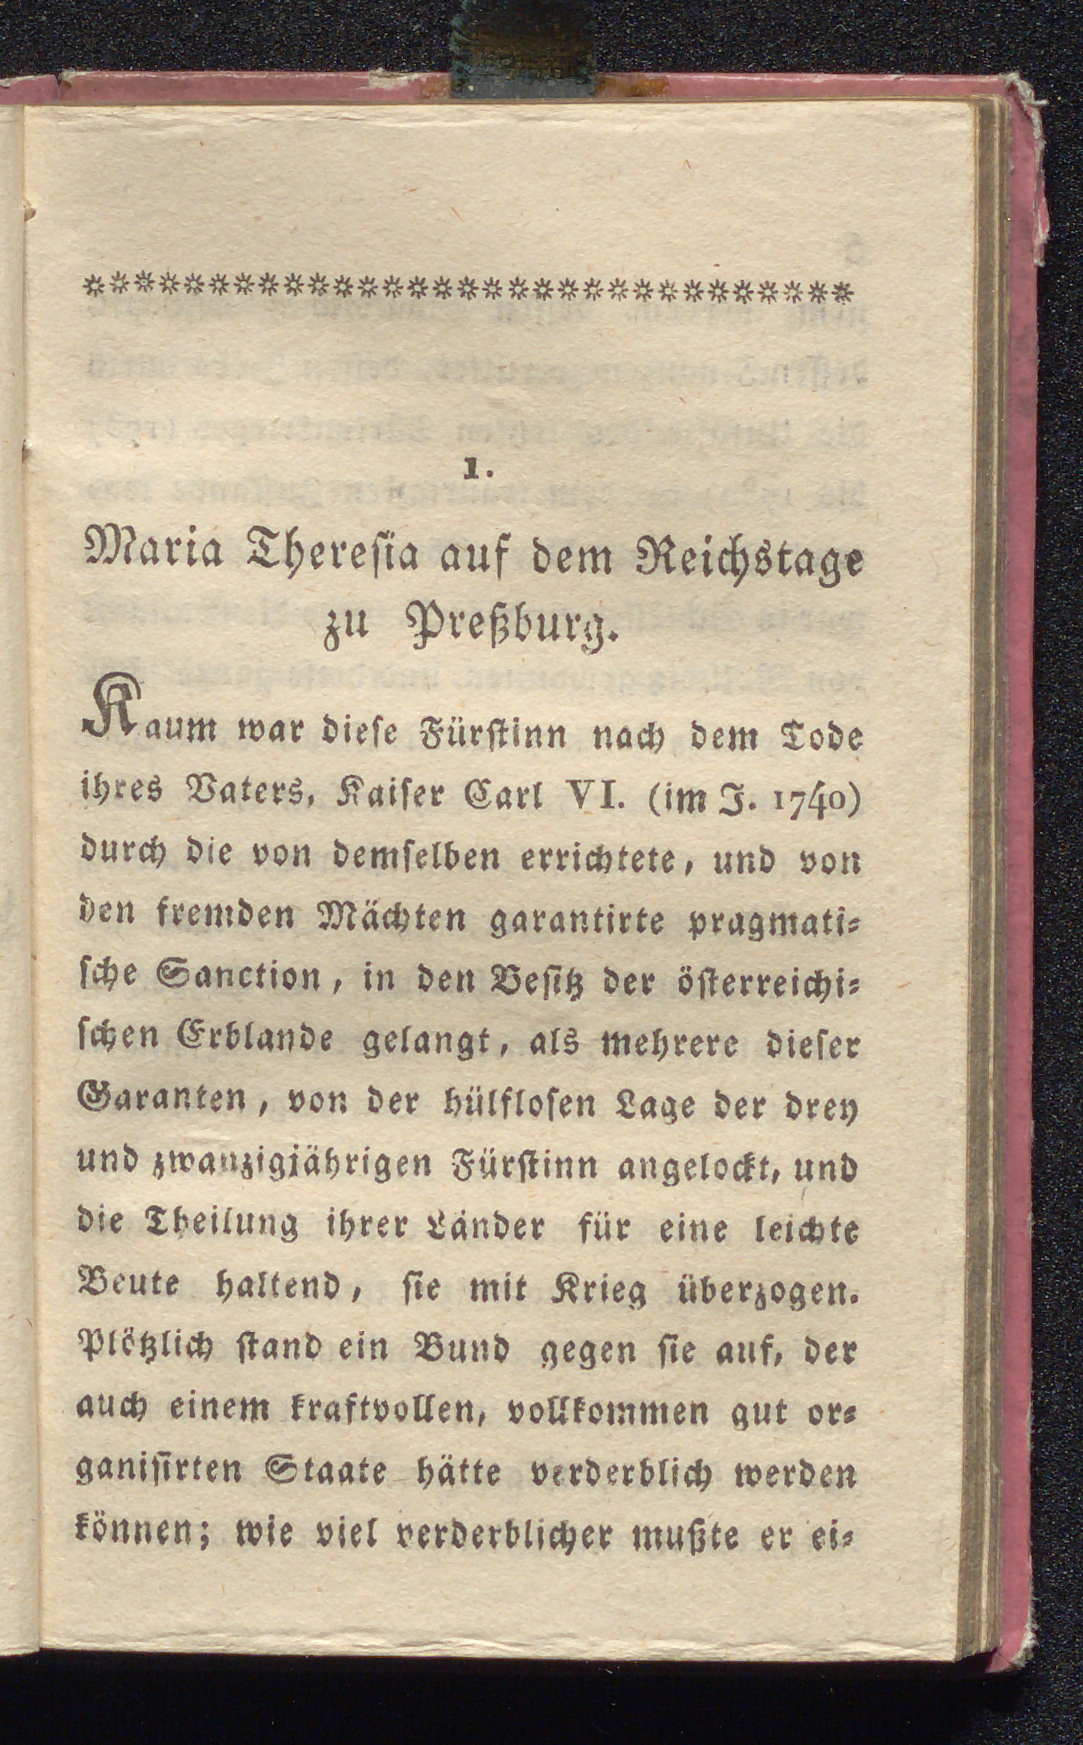 1.
Maria Theresia auf dem Reichstage
zu Preßburg.
Kaum war diese Fürstinn nach dem Tode
ihres Vaters, Kaiser Carl VI. (im J. 1740)
durch die von demselben errichtete, und von
den fremden Mächten garantirte pragmati-
sche Sanction, in den Besitz der österreichi-
schen Erblande gelangt, als mehrere dieser
Garanten, von der hülflosen Lage der drey
und zwanzigjährigen Fürstinn angelockt, und
die Theilung ihrer Länder für eine leichte
Beute haltend, sie mit Krieg überzogen.
Plötzlich stand ein Bund gegen sie auf, der
auch einem kraftvollen, vollkommen gut or-
ganisirten Staate hätte verderblich werden
können; wie viel verderblicher mußte er ei-